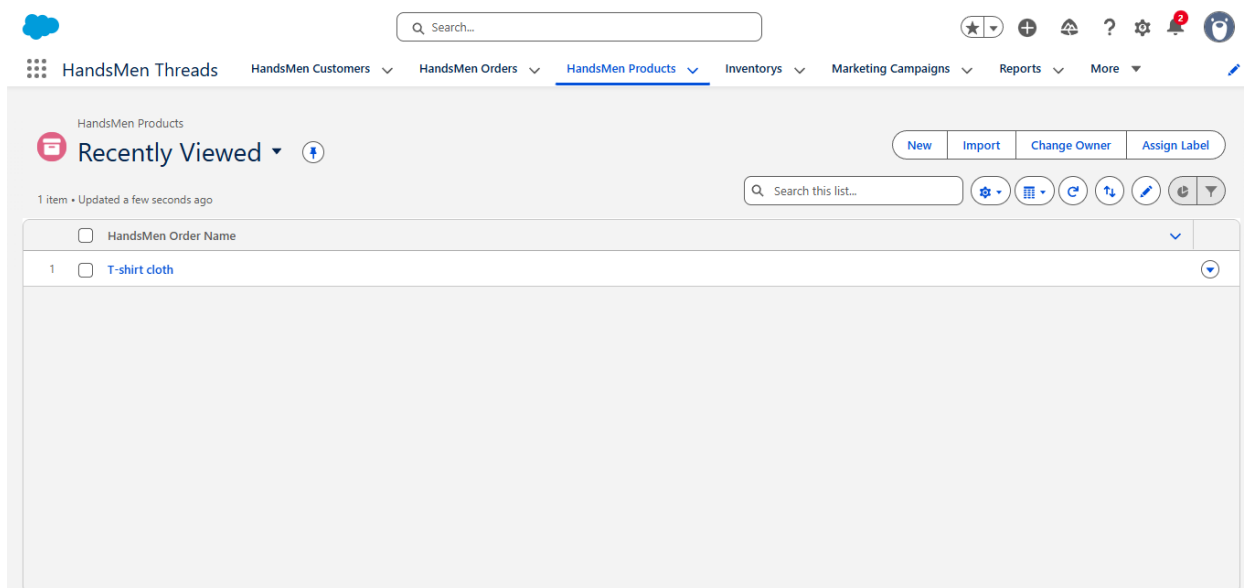 Search...
2
HandsMen Threads HandsMen Customers HandsMen Orders HandsMen Products Inventorys Marketing Campaigns Reports More
HandsMen Products
Recently Viewed
New Import Change Owner Assign Label
1 item • Updated a few seconds ago
Search this list...
HandsMen Order Name
1 T-shirt cloth